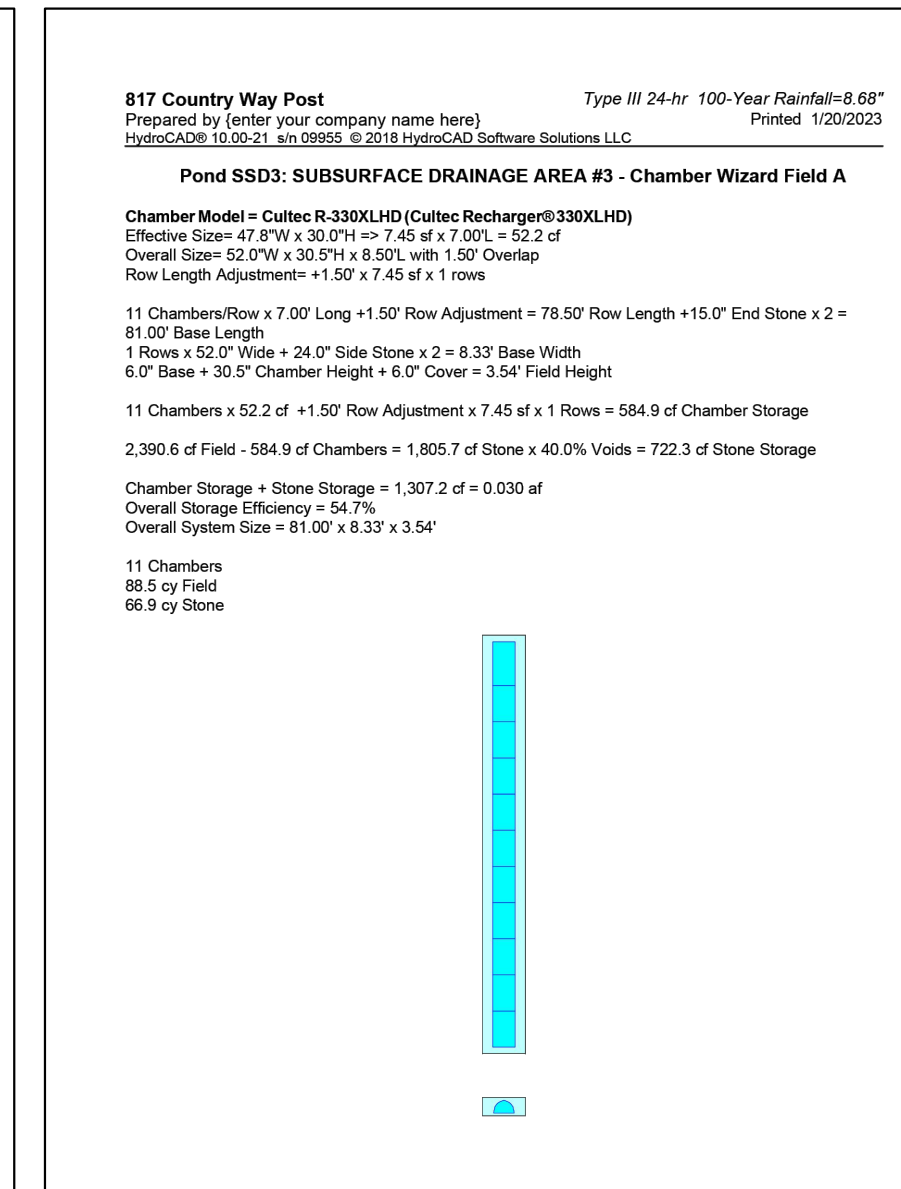 817 Country Way Post
Type III 24-hr 100-Year Rainfall=8.68"
Prepared by {enter your company name here}
Printed 1/20/2023
HydroCAD® 10.00-21 s/n 09955 © 2018 HydroCAD Software Solutions LLC
Pond SSD3: SUBSURFACE DRAINAGE AREA #3 - Chamber Wizard Field A
Chamber Model = Cultec R-330XLHD (Cultec Recharger® 330XLHD)
Effective Size= 47.8"W x 30.0"H => 7.45 sf x 7.00'L = 52.2 cf
Overall Size= 52.0"W x 30.5"H x 8.50'L with 1.50' Overlap
Row Length Adjustment= +1.50' x 7.45 sf x 1 rows
11 Chambers/Row x 7.00' Long +1.50' Row Adjustment = 78.50' Row Length +15.0" End Stone x 2 =
81.00' Base Length
1 Rows x 52.0" Wide + 24.0" Side Stone x 2 = 8.33' Base Width
6.0" Base + 30.5" Chamber Height + 6.0" Cover = 3.54' Field Height
11 Chambers x 52.2 cf +1.50' Row Adjustment x 7.45 sf x 1 Rows = 584.9 cf Chamber Storage
2,390.6 cf Field - 584.9 cf Chambers = 1,805.7 cf Stone x 40.0% Voids = 722.3 cf Stone Storage
Chamber Storage + Stone Storage = 1,307.2 cf = 0.030 af
Overall Storage Efficiency = 54.7%
Overall System Size = 81.00' x 8.33' x 3.54'
11 Chambers
88.5 cy Field
66.9 cy Stone